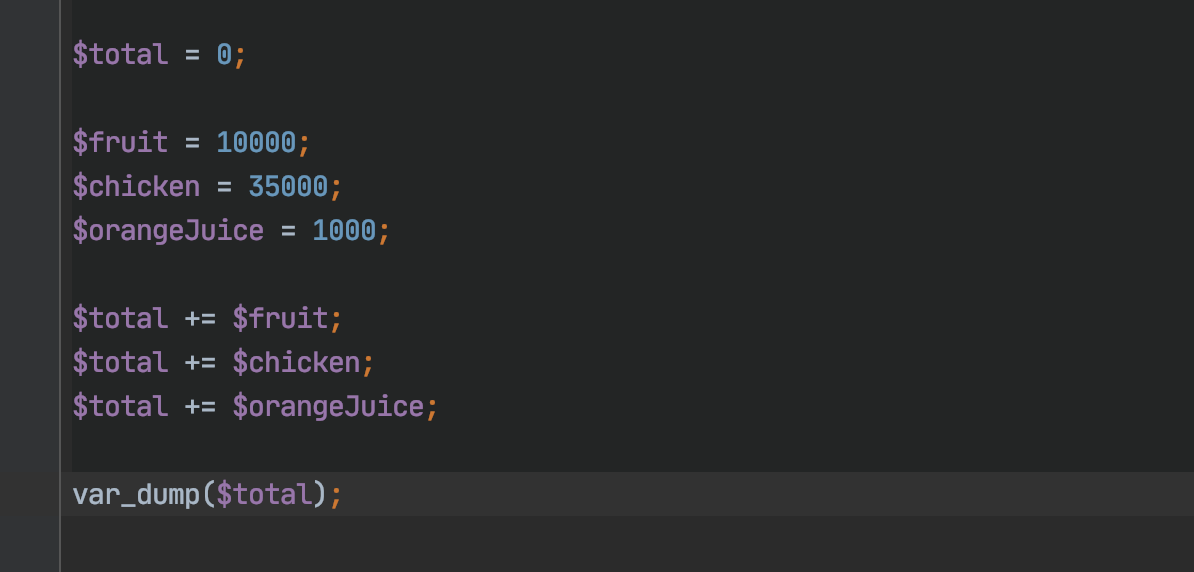 $total = 0;
$fruit = 10000;
$chicken = 35000;
$orangeJuice = 1000;
$total += $fruit;
$total += $chicken;
$total += $orangeJuice;
var_dump($total);